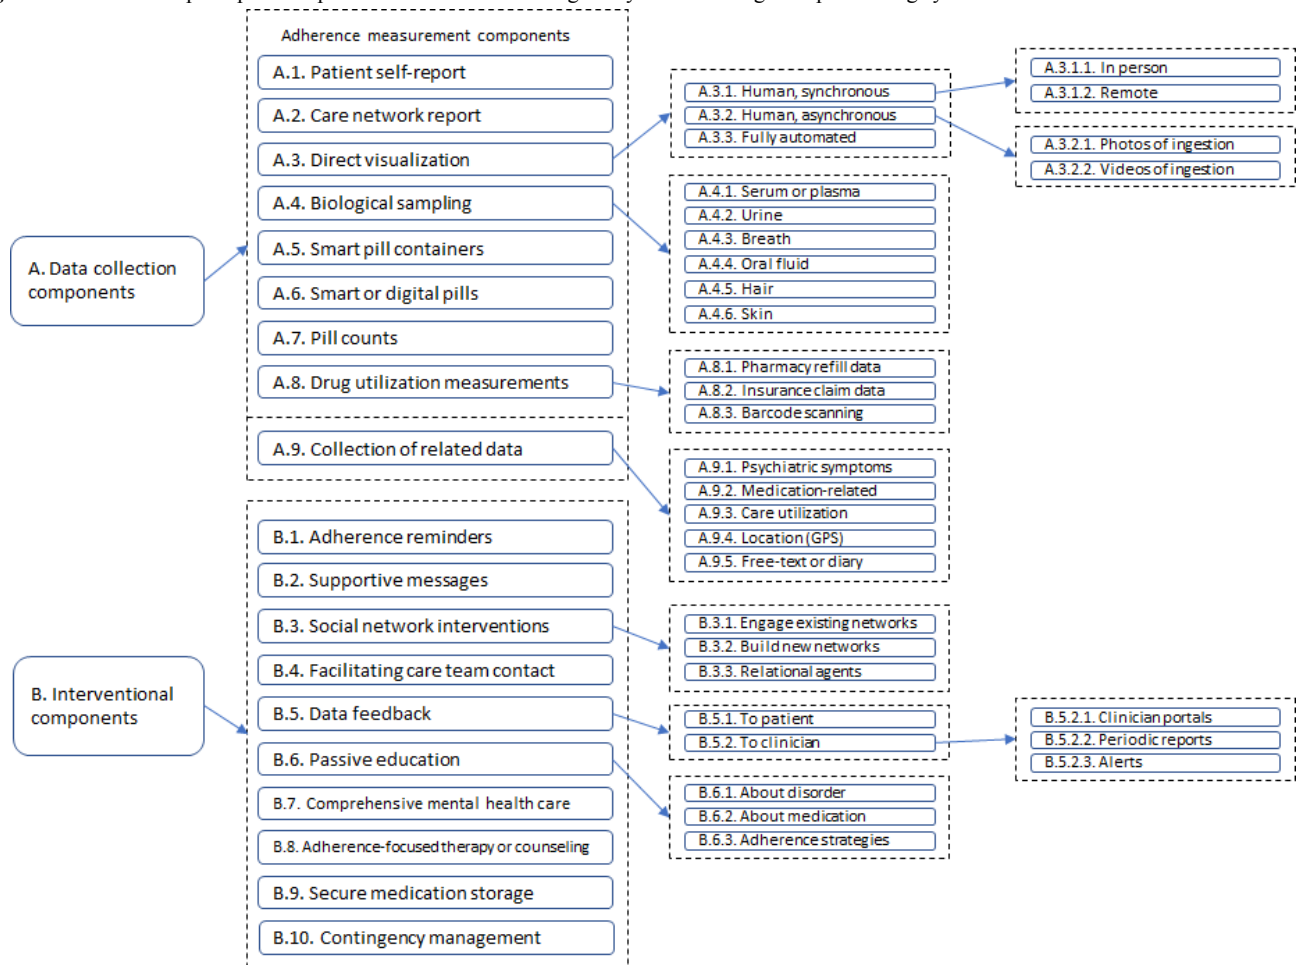 Adherence measurement components
A.1. Patient self-report
A.2. Care network report
A.3. Direct visualization
A.4. Biological sampling
A.5. Smart pill containers
A.6. Smart or digital pills
A.7. Pill counts
A.8. Drug utilization measurements
A.9. Collection of related data
A. Data collection
components
A.3.1. Human, synchronous
A.3.2. Human, asynchronous
A.3.3. Fully automated
A.3.1.1. In person
A.3.1.2. Remote
A.3.2.1. Photos of ingestion
A.3.2.2. Videos of ingestion
A.4.1. Serum or plasma
A.4.2. Urine
A.4.3. Breath
A.4.4. Oral fluid
A.4.5. Hair
A.4.6. Skin
A.8.1. Pharmacy refill data
A.8.2. Insurance claim data
A.8.3. Barcode scanning
A.9.1. Psychiatric symptoms
A.9.2. Medication-related
A.9.3. Care utilization
A.9.4. Location (GPS)
A.9.5. Free-text or diary
B. Interventional
components
B.1. Adherence reminders
B.2. Supportive messages
B.3. Social network interventions
B.4. Facilitating care team contact
B.5. Data feedback
B.6. Passive education
B.7. Comprehensive mental health care
B.8. Adherence-focused therapy or counseling
B.9. Secure medication storage
B.10. Contingency management
B.3.1. Engage existing networks
B.3.2. Build new networks
B.3.3. Relational agents
B.5.1. To patient
B.5.2. To clinician
B.5.2.1. Clinician portals
B.5.2.2. Periodic reports
B.5.2.3. Alerts
B.6.1. About disorder
B.6.2. About medication
B.6.3. Adherence strategies